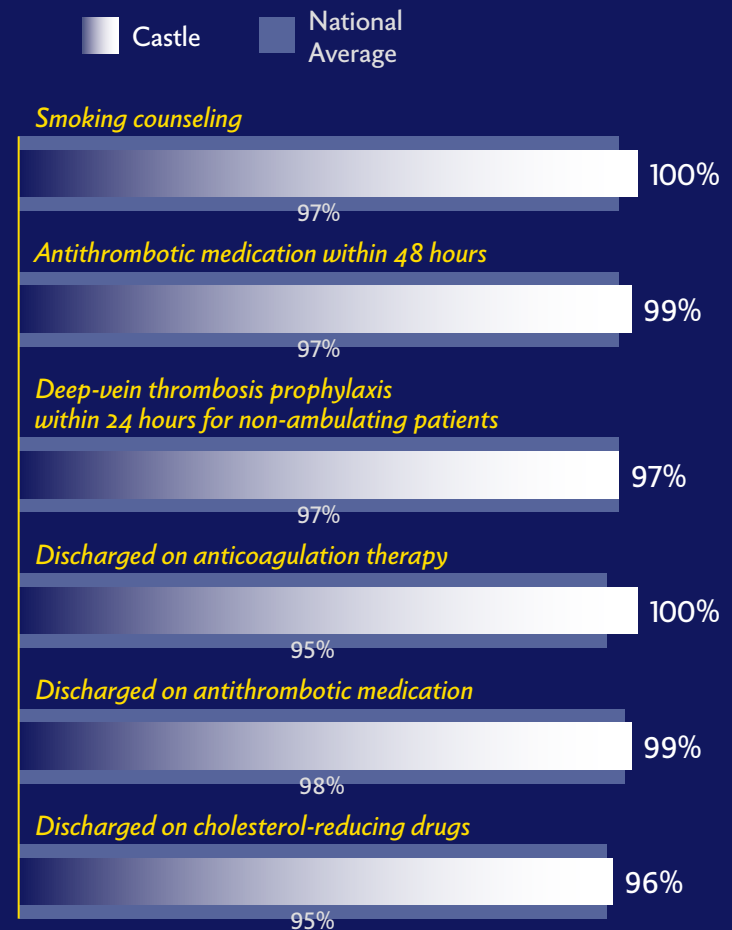 Castle
National
Average
Smoking counseling
100%
97%
Antithrombotic medication within 48 hours
99%
97%
Deep-vein thrombosis prophylaxis
within 24 hours for non-ambulating patients
97%
97%
Discharged on anticoagulation therapy
100%
95%
Discharged on antithrombotic medication
99%
98%
Discharged on cholesterol-reducing drugs
96%
95%